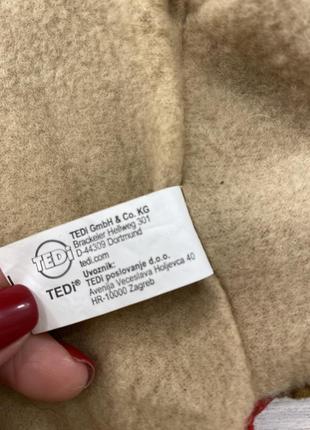 TEDi
TEDi GmbH & Co. KG
Brackeler Hellweg 301
D-44309 Dortmund
tedi.com
Uvoznik:
TEDi® TEDi poslovanje d.o.o.
Avenija Veceslava Holjevca 40
HR-10000 Zagreb